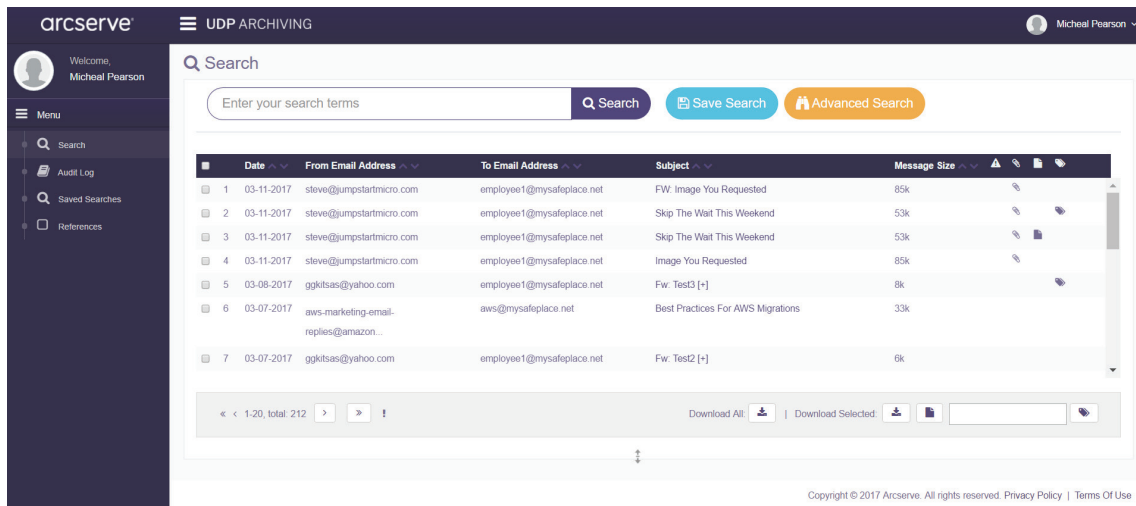 arcserve UDP ARCHIVING Micheal Pearson
Welcome,
Micheal Pearson
Menu
Search
Audit Log
Saved Searches
References
Search
Enter your search terms Search Save Search Advanced Search
Date From Email Address To Email Address Subject Message Size
1 03-11-2017 steve@jumpstartmicro.com employee1@mysafeplace.net FW: Image You Requested 85k
2 03-11-2017 steve@jumpstartmicro.com employee1@mysafeplace.net Skip The Wait This Weekend 53k
3 03-11-2017 steve@jumpstartmicro.com employee1@mysafeplace.net Skip The Wait This Weekend 53k
4 03-11-2017 steve@jumpstartmicro.com employee1@mysafeplace.net Image You Requested 85k
5 03-08-2017 ggkitsas@yahoo.com employee1@mysafeplace.net Fw: Test3 [+] 8k
6 03-07-2017 aws-marketing-email- aws@mysafeplace.net Best Practices For AWS Migrations 33k
replies@amazon...
7 03-07-2017 ggkitsas@yahoo.com employee1@mysafeplace.net Fw: Test2 [+] 6k
« < 1-20, total: 212 > » ! Download All: | Download Selected:
Copyright © 2017 Arcserve. All rights reserved. Privacy Policy | Terms Of Use